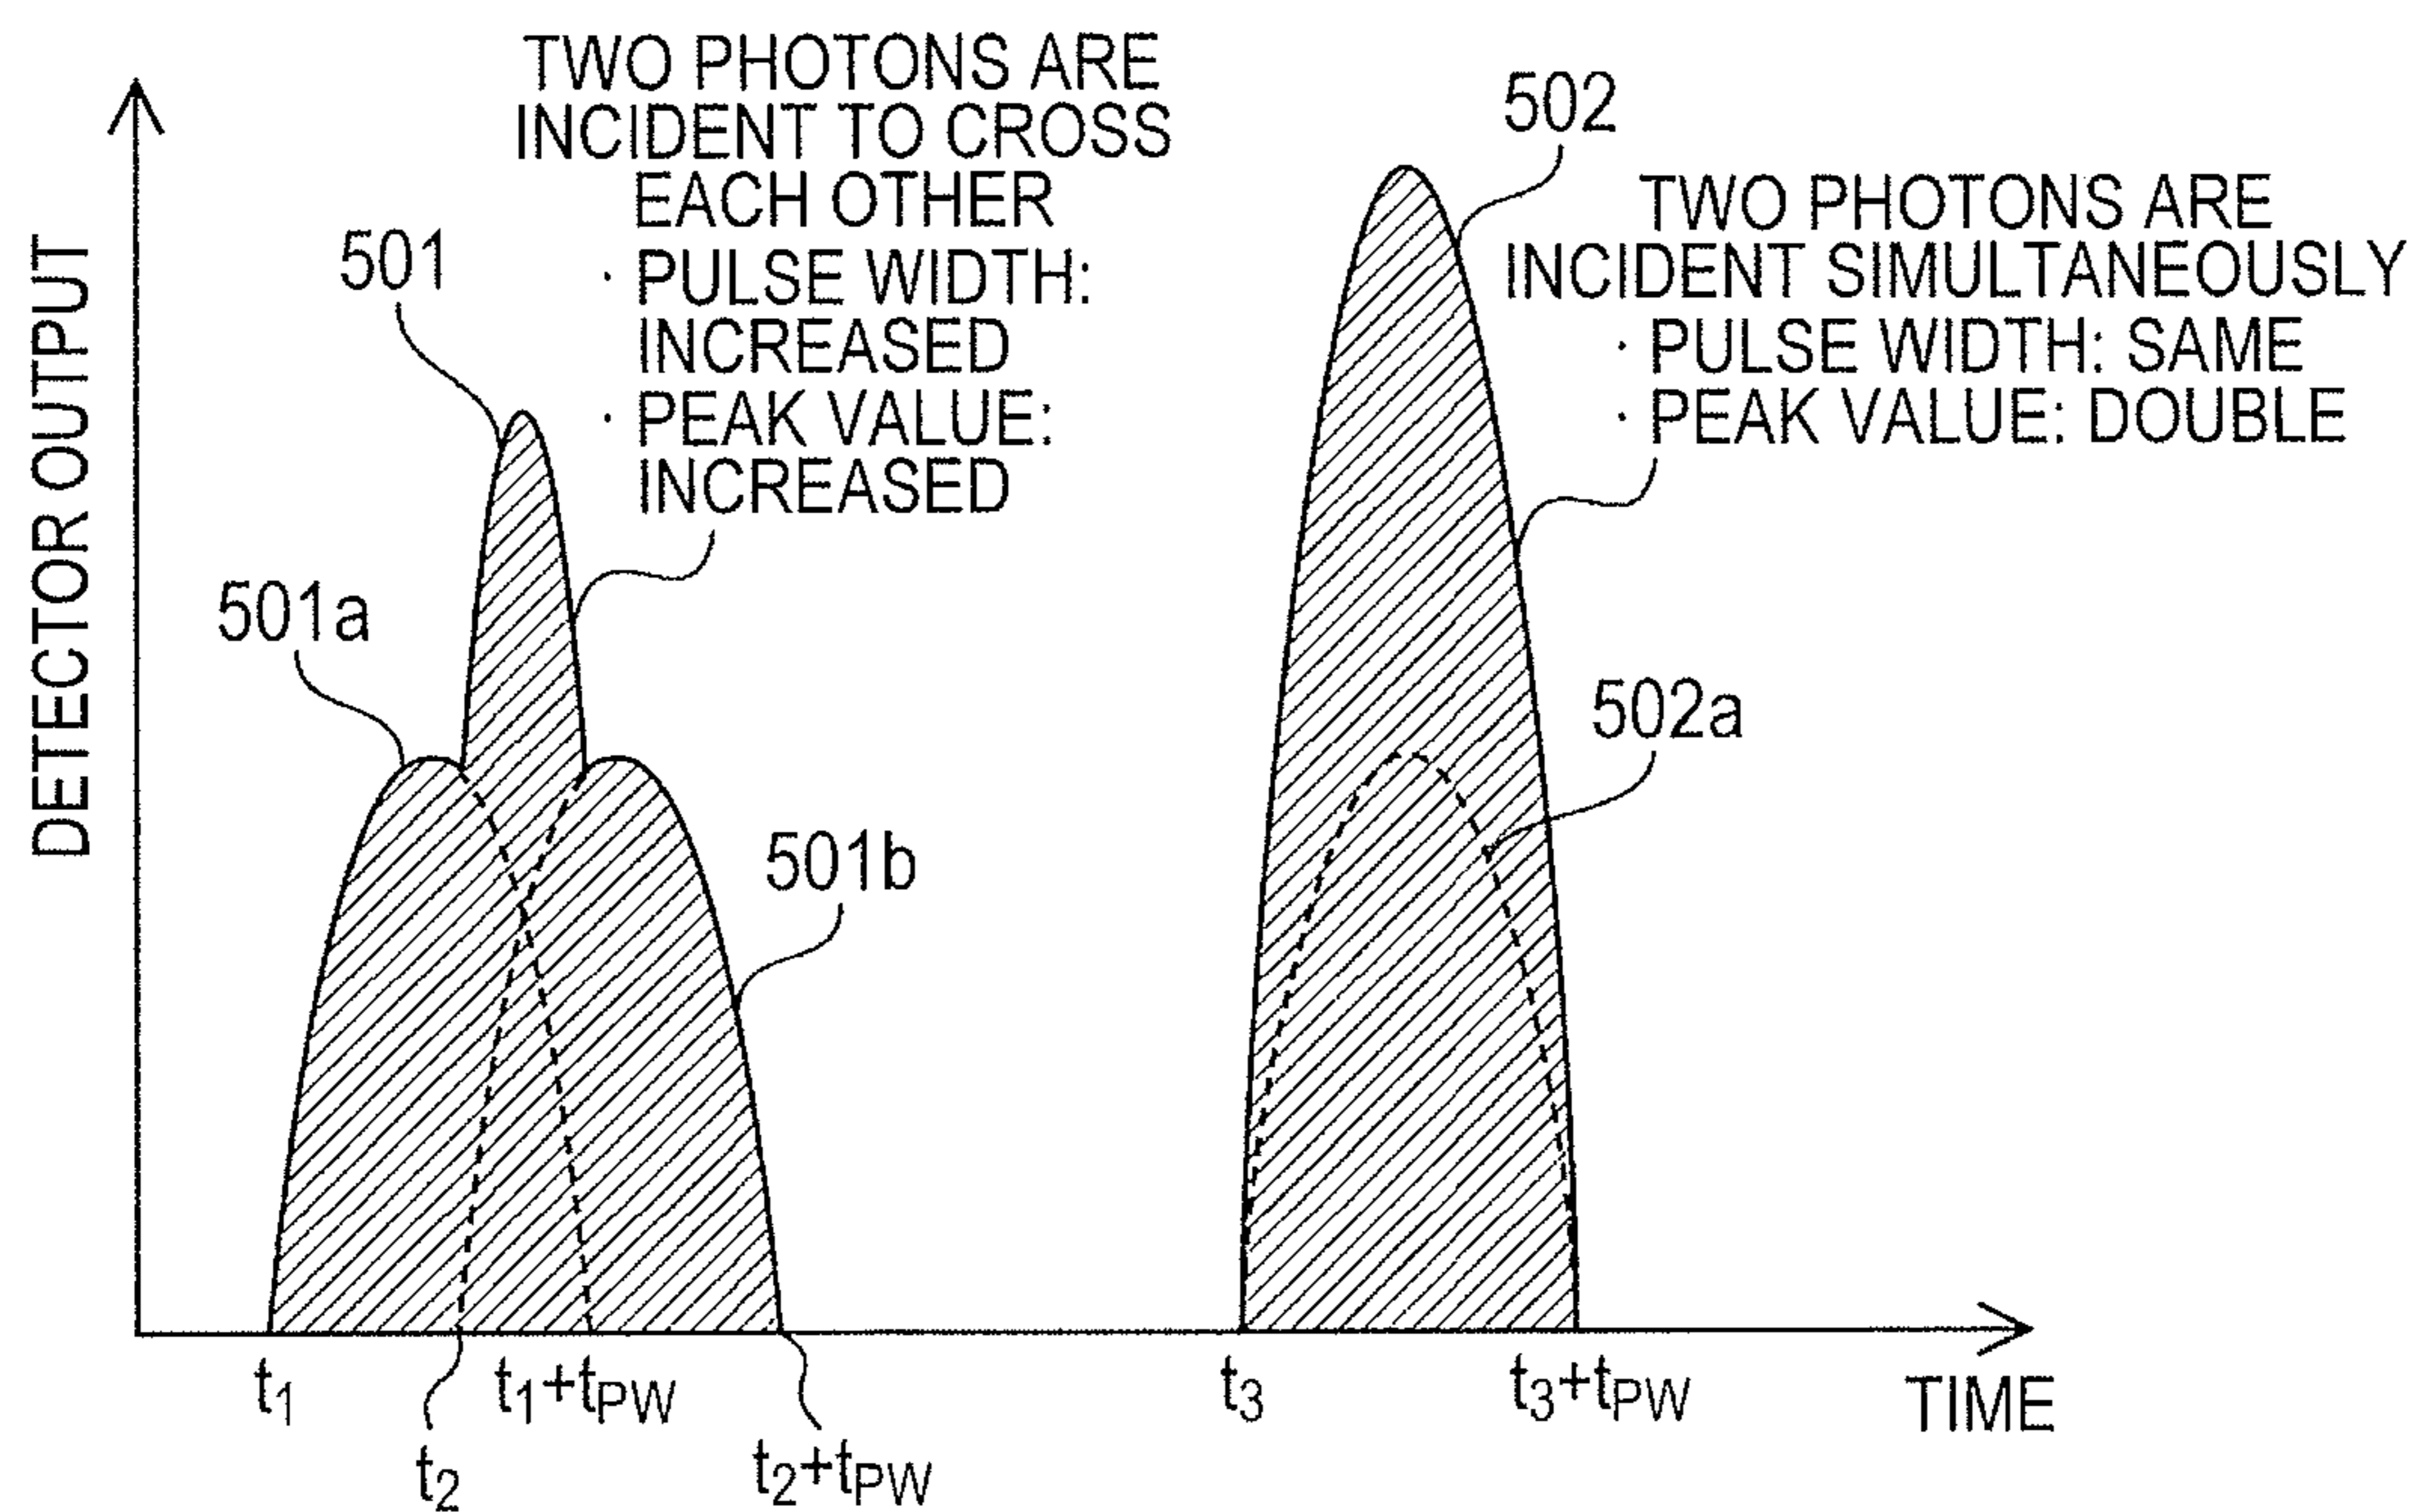 TWO PHOTONS ARE
INCIDENT TO CROSS
EACH OTHER
· PULSE WIDTH:
INCREASED
· PEAK VALUE:
INCREASED
502
TWO PHOTONS ARE
INCIDENT SIMULTANEOUSLY
· PULSE WIDTH: SAME
· PEAK VALUE: DOUBLE
501
501a
501b
502a
DETECTOR OUTPUT
t1
t2
t1+tPW
t2+tPW
t3
t3+tPW
TIME